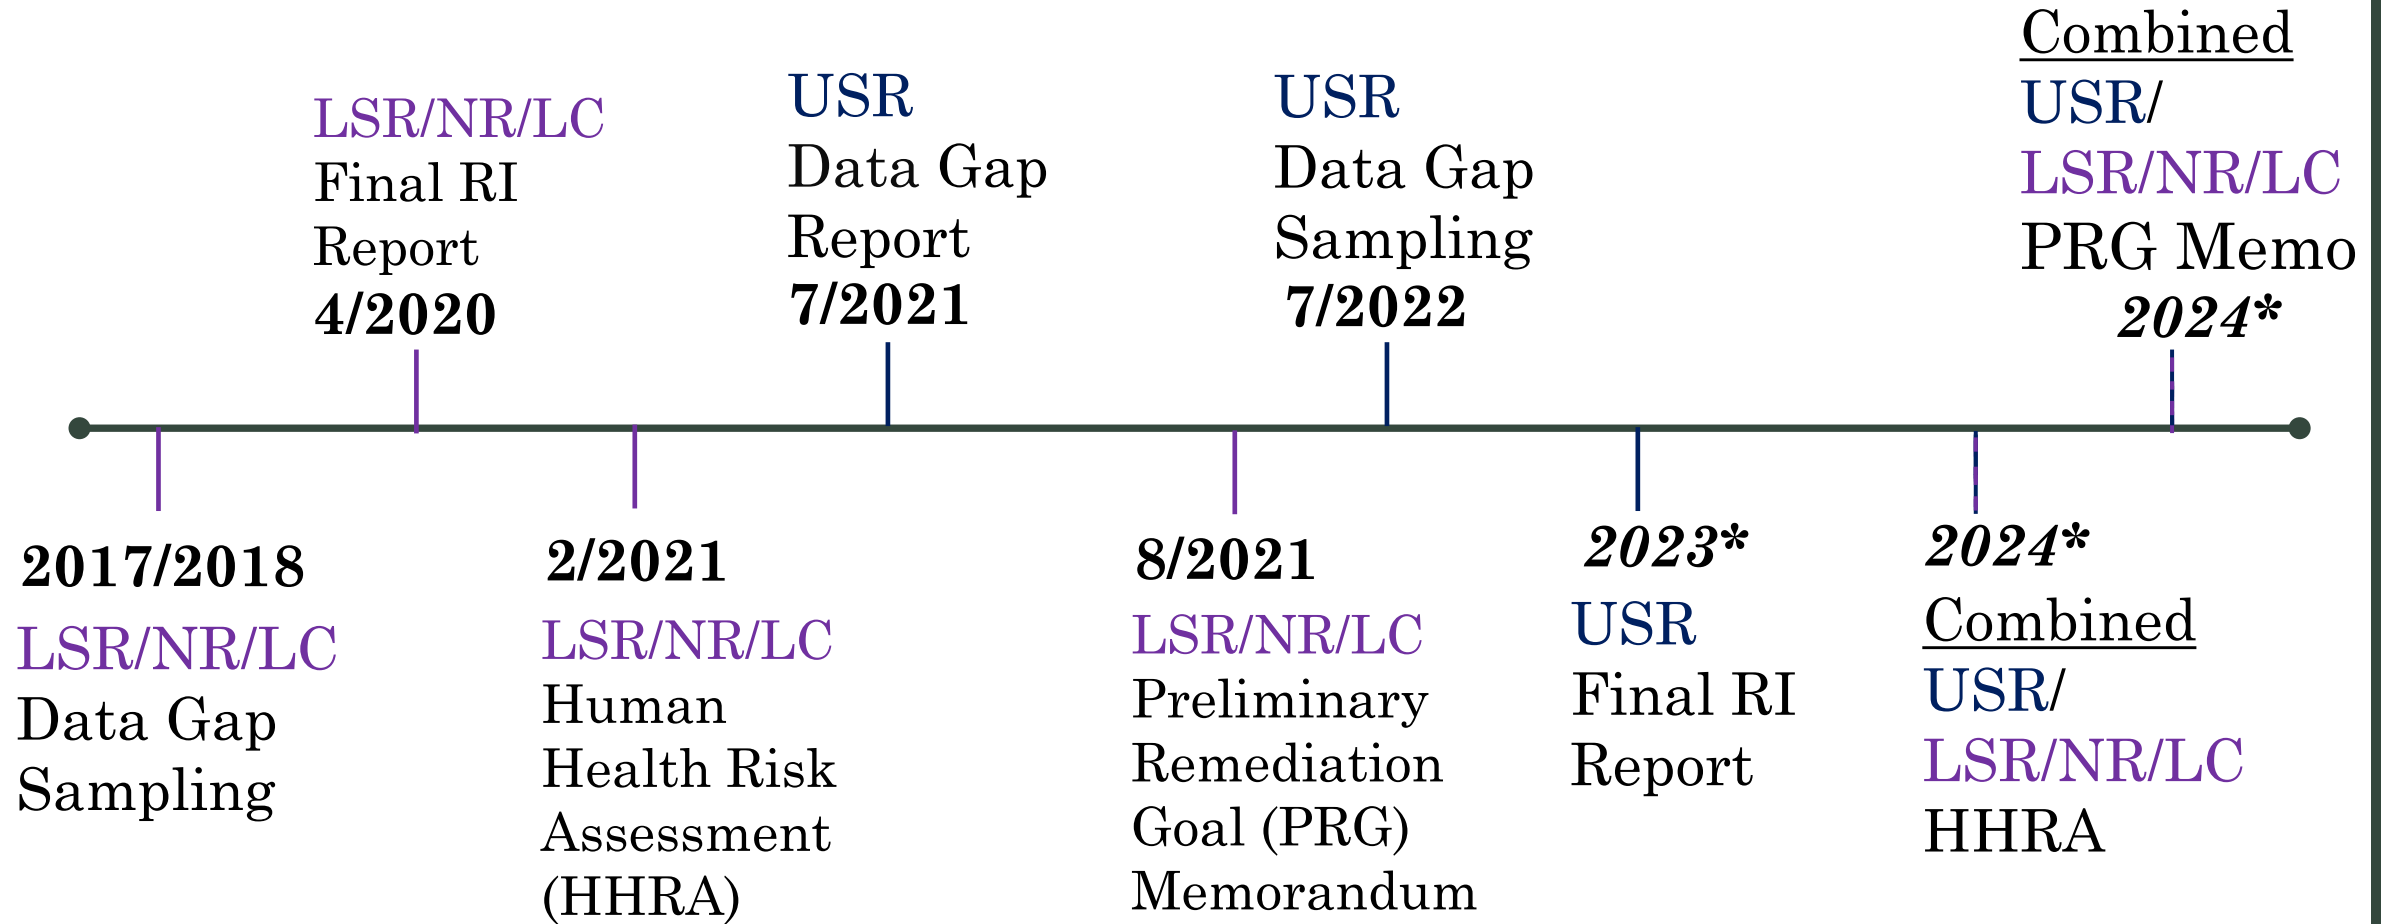 LSR/NR/LC
Final RI
Report
4/2020
USR
Data Gap
Report
7/2021
USR
Data Gap
Sampling
7/2022
Combined
USR/
LSR/NR/LC
PRG Memo
2024*
2017/2018
LSR/NR/LC
Data Gap
Sampling
2/2021
LSR/NR/LC
Human
Health Risk
Assessment
(HHRA)
8/2021
LSR/NR/LC
Preliminary
Remediation
Goal (PRG)
Memorandum
2023*
USR
Final RI
Report
2024*
Combined
USR/
LSR/NR/LC
HHRA